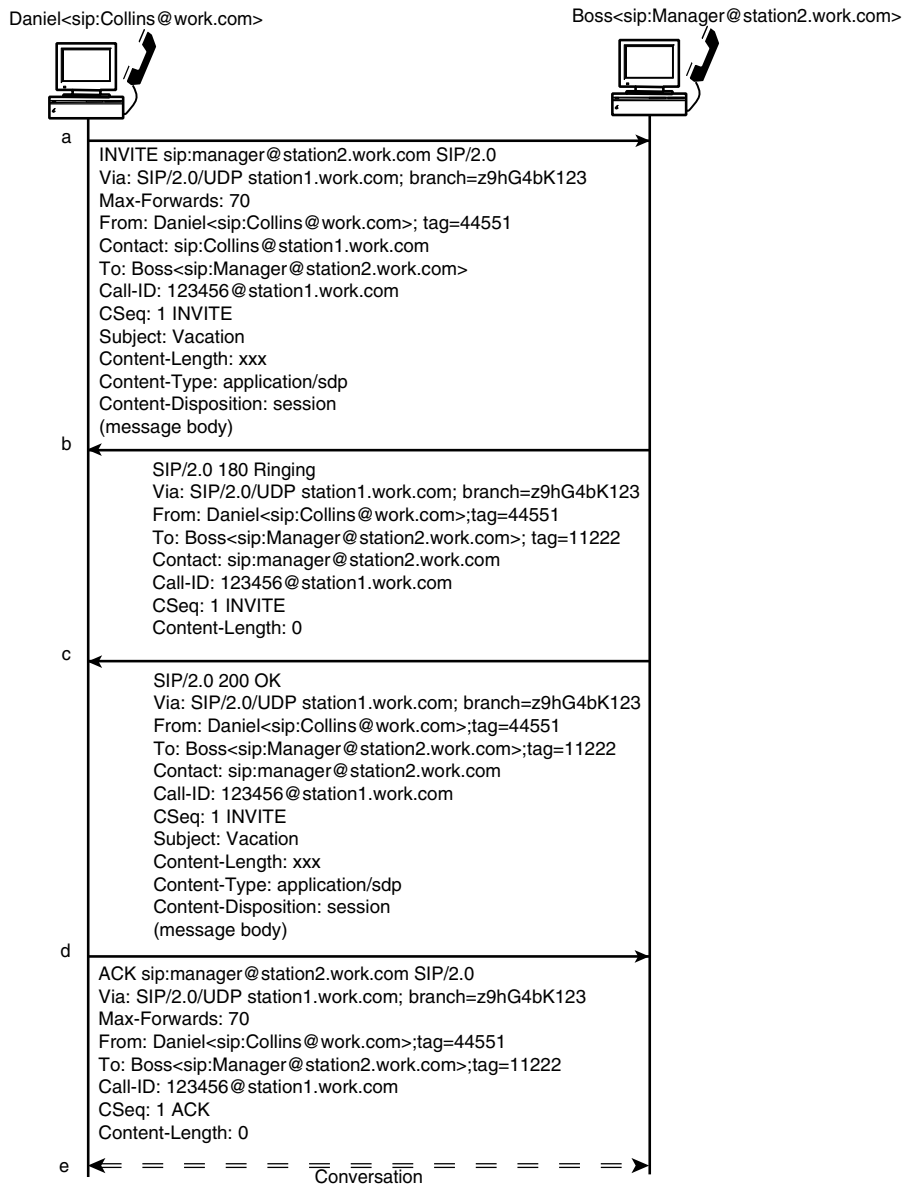 Daniel<sip:Collins@work.com>
Boss<sip:Manager@station2.work.com>
a
INVITE sip:manager@station2.work.com SIP/2.0
Via: SIP/2.0/UDP station1.work.com; branch=z9hG4bK123
Max-Forwards: 70
From: Daniel<sip:Collins@work.com>; tag=44551
Contact: sip:Collins@station1.work.com
To: Boss<sip:Manager@station2.work.com>
Call-ID: 123456@station1.work.com
CSeq: 1 INVITE
Subject: Vacation
Content-Length: xxx
Content-Type: application/sdp
Content-Disposition: session
(message body)
b
SIP/2.0 180 Ringing
Via: SIP/2.0/UDP station1.work.com; branch=z9hG4bK123
From: Daniel<sip:Collins@work.com>;tag=44551
To: Boss<sip:Manager@station2.work.com>; tag=11222
Contact: sip:manager@station2.work.com
Call-ID: 123456@station1.work.com
CSeq: 1 INVITE
Content-Length: 0
c
SIP/2.0 200 OK
Via: SIP/2.0/UDP station1.work.com; branch=z9hG4bK123
From: Daniel<sip:Collins@work.com>;tag=44551
To: Boss<sip:Manager@station2.work.com>;tag=11222
Contact: sip:manager@station2.work.com
Call-ID: 123456@station1.work.com
CSeq: 1 INVITE
Subject: Vacation
Content-Length: xxx
Content-Type: application/sdp
Content-Disposition: session
(message body)
d
ACK sip:manager@station2.work.com SIP/2.0
Via: SIP/2.0/UDP station1.work.com; branch=z9hG4bK123
Max-Forwards: 70
From: Daniel<sip:Collins@work.com>;tag=44551
To: Boss<sip:Manager@station2.work.com>;tag=11222
Call-ID: 123456@station1.work.com
CSeq: 1 ACK
Content-Length: 0
e
Conversation